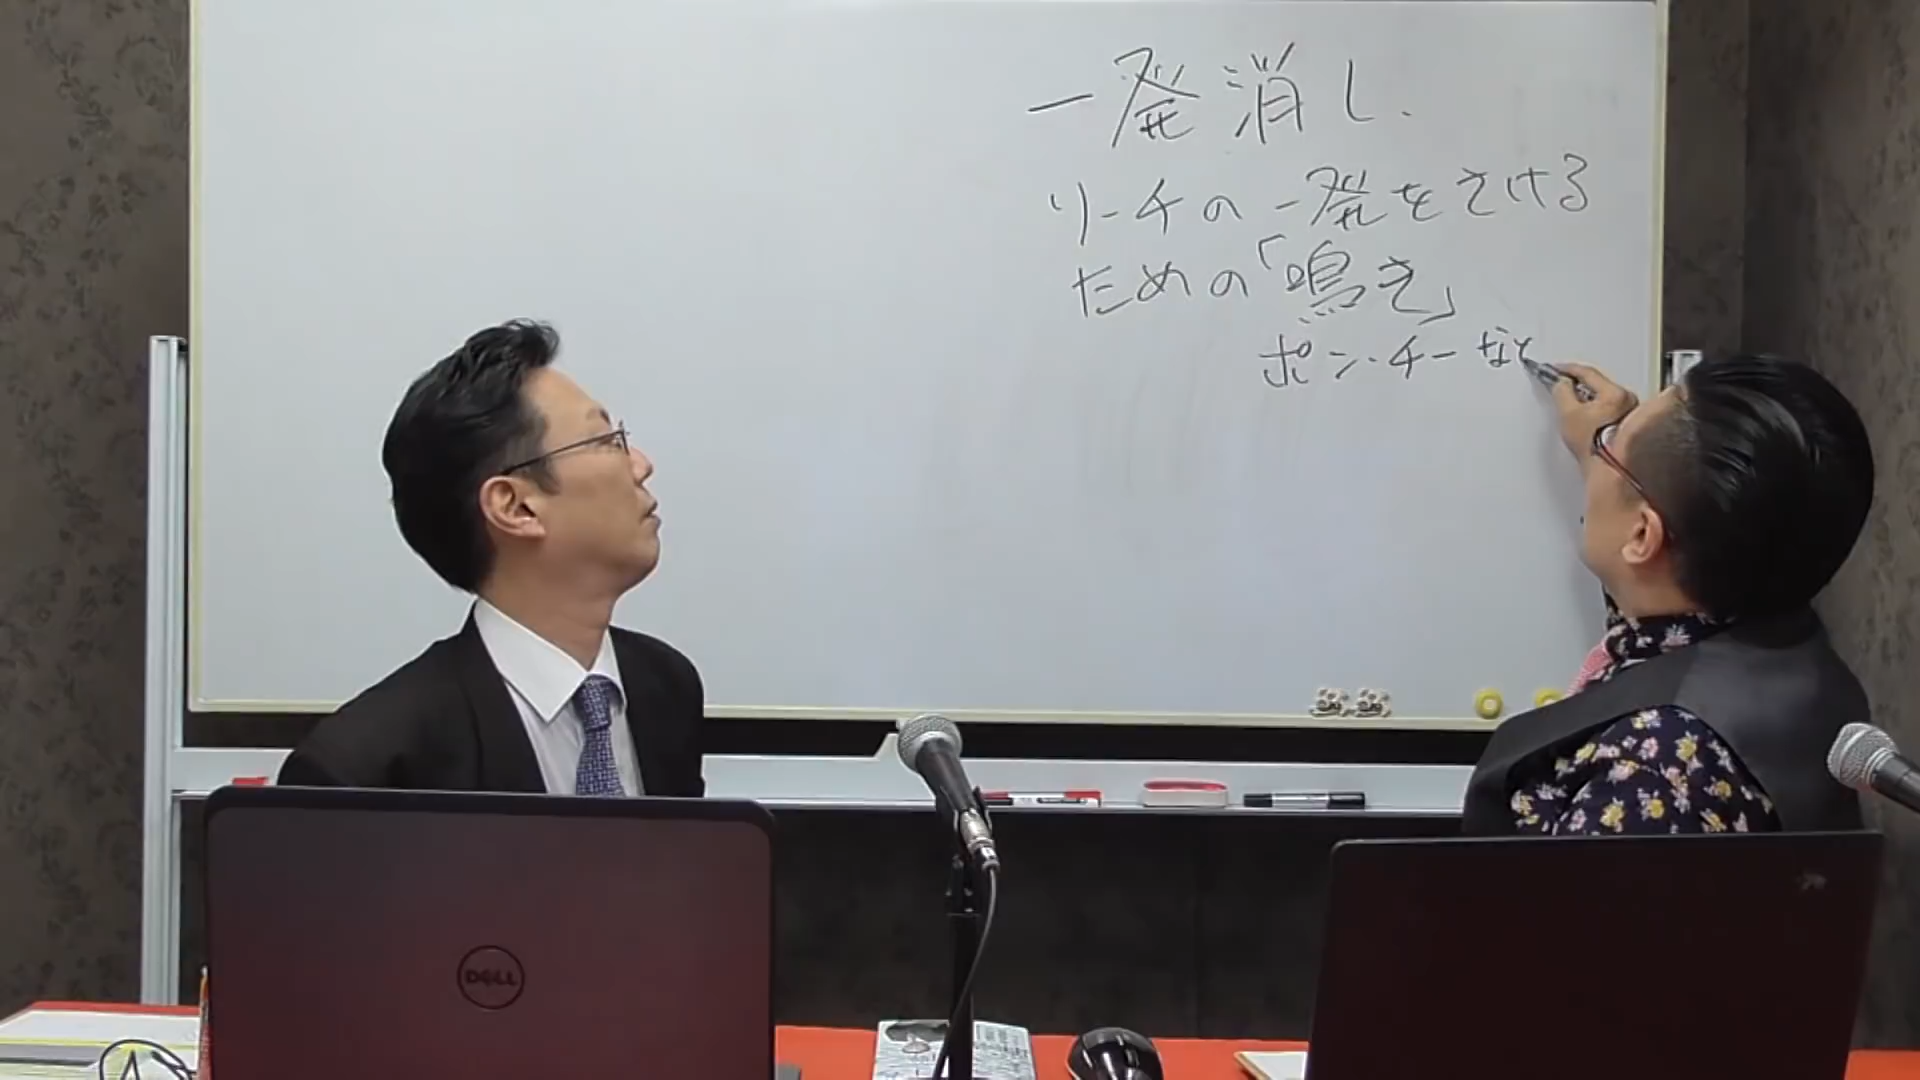 一発消し.
リーチの一発をさける
ための「鳴き」
ポン・チーなど
DELL